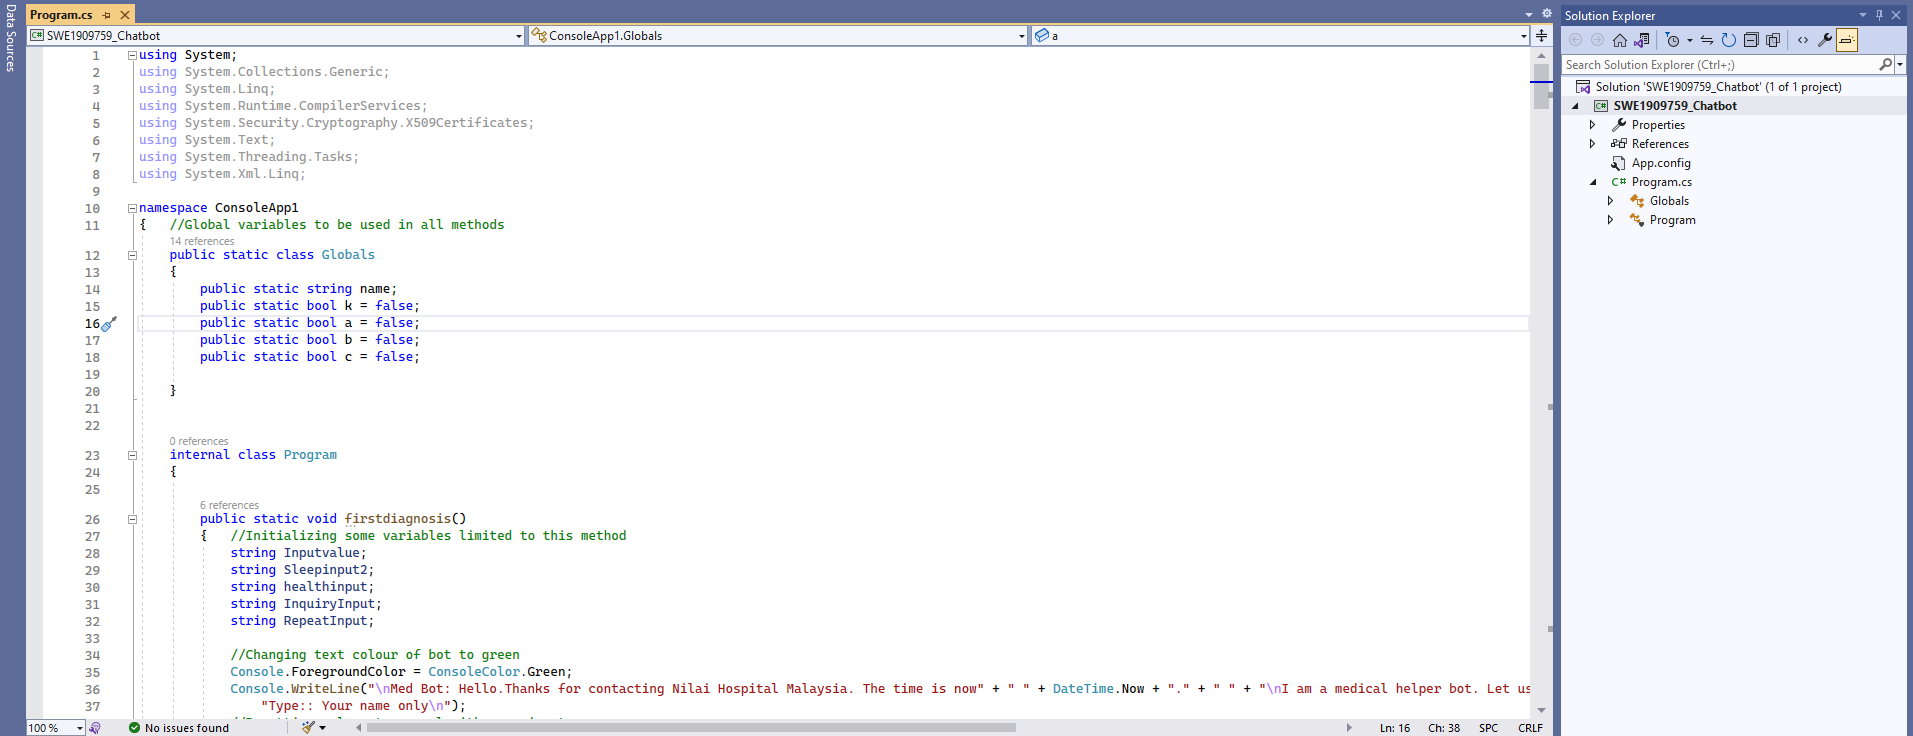 Data Sources
Program.cs
SWE1909759_Chatbot
ConsoleApp1.Globals
a
1 using System;
2 using System.Collections.Generic;
3 using System.Linq;
4 using System.Runtime.CompilerServices;
5 using System.Security.Cryptography.X509Certificates;
6 using System.Text;
7 using System.Threading.Tasks;
8 using System.Xml.Linq;
9
10 namespace ConsoleApp1
11 { //Global variables to be used in all methods
14 references
12 public static class Globals
13 {
14 public static string name;
15 public static bool k = false;
16 public static bool a = false;
17 public static bool b = false;
18 public static bool c = false;
19
20 }
21
22
0 references
23 internal class Program
24 {
25
6 references
26 public static void firstdiagnosis()
27 { //Initializing some variables limited to this method
28 string Inputvalue;
29 string Sleepinput2;
30 string healthinput;
31 string InquiryInput;
32 string RepeatInput;
33
34 //Changing text colour of bot to green
35 Console.ForegroundColor = ConsoleColor.Green;
36 Console.WriteLine("\nMed Bot: Hello.Thanks for contacting Nilai Hospital Malaysia. The time is now" + " " + DateTime.Now + "." + " " + "\nI am a medical helper bot. Let us
37 "Type:: Your name only\n");
100 %
No issues found
Ln: 16
Ch: 38
SPC
CRLF
Solution Explorer
Search Solution Explorer (Ctrl+;)
Solution 'SWE1909759_Chatbot' (1 of 1 project)
C# SWE1909759_Chatbot
Properties
References
App.config
C# Program.cs
Globals
Program